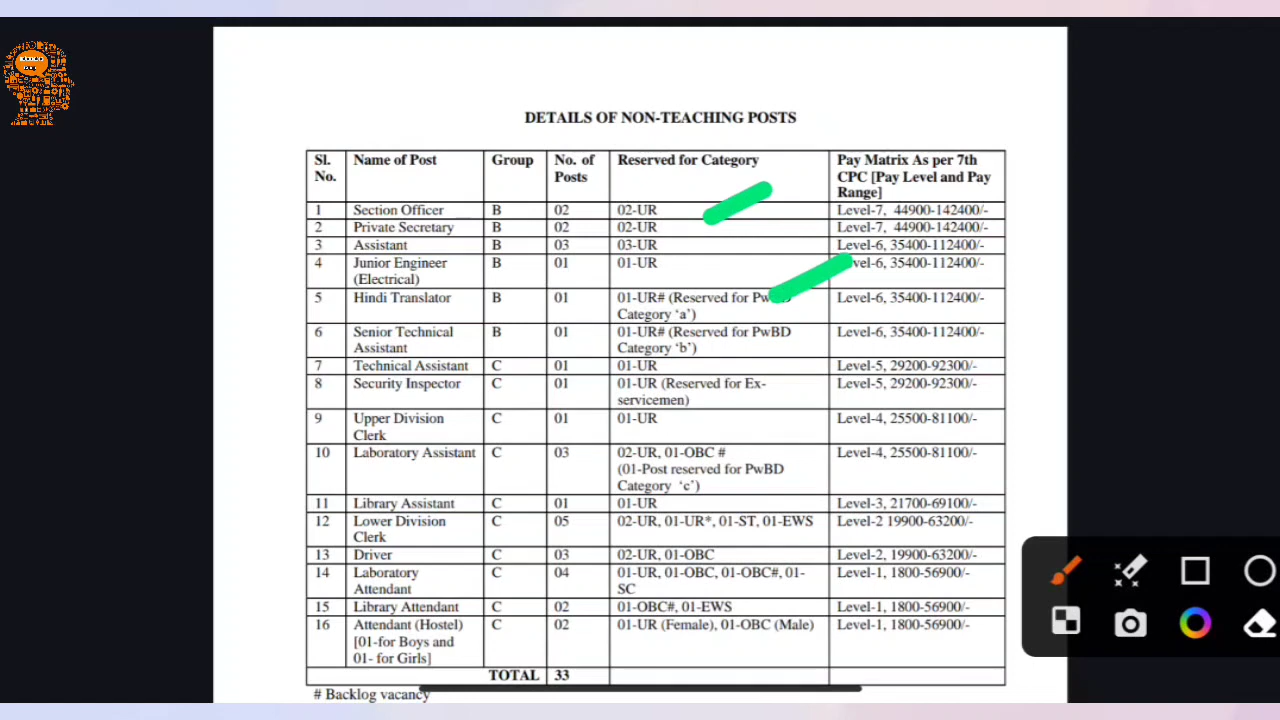 DETAILS OF NON-TEACHING POSTS
Sl. No. Name of Post Group No. of Posts Reserved for Category Pay Matrix As per 7th CPC [Pay Level and Pay Range]
1 Section Officer B 02 02-UR Level-7, 44900-142400/-
2 Private Secretary B 02 02-UR Level-7, 44900-142400/-
3 Assistant B 03 03-UR Level-6, 35400-112400/-
4 Junior Engineer (Electrical) B 01 01-UR vel-6, 35400-112400/-
5 Hindi Translator B 01 01-UR# (Reserved for Category ‘a’) Level-6, 35400-112400/-
6 Senior Technical Assistant B 01 01-UR# (Reserved for PwBD Category ‘b’) Level-6, 35400-112400/-
7 Technical Assistant C 01 01-UR Level-5, 29200-92300/-
8 Security Inspector C 01 01-UR (Reserved for Ex-servicemen) Level-5, 29200-92300/-
9 Upper Division Clerk C 01 01-UR Level-4, 25500-81100/-
10 Laboratory Assistant C 03 02-UR, 01-OBC # (01-Post reserved for PwBD Category ‘c’) Level-4, 25500-81100/-
11 Library Assistant C 01 01-UR Level-3, 21700-69100/-
12 Lower Division Clerk C 05 02-UR, 01-UR*, 01-ST, 01-EWS Level-2 19900-63200/-
13 Driver C 03 02-UR, 01-OBC Level-2, 19900-63200/-
14 Laboratory Attendant C 04 01-UR, 01-OBC, 01-OBC#, 01-SC Level-1, 1800-56900/-
15 Library Attendant C 02 01-OBC#, 01-EWS Level-1, 1800-56900/-
16 Attendant (Hostel) [01-for Boys and 01- for Girls] C 02 01-UR (Female), 01-OBC (Male) Level-1, 1800-56900/-
TOTAL 33
# Backlog vacancy